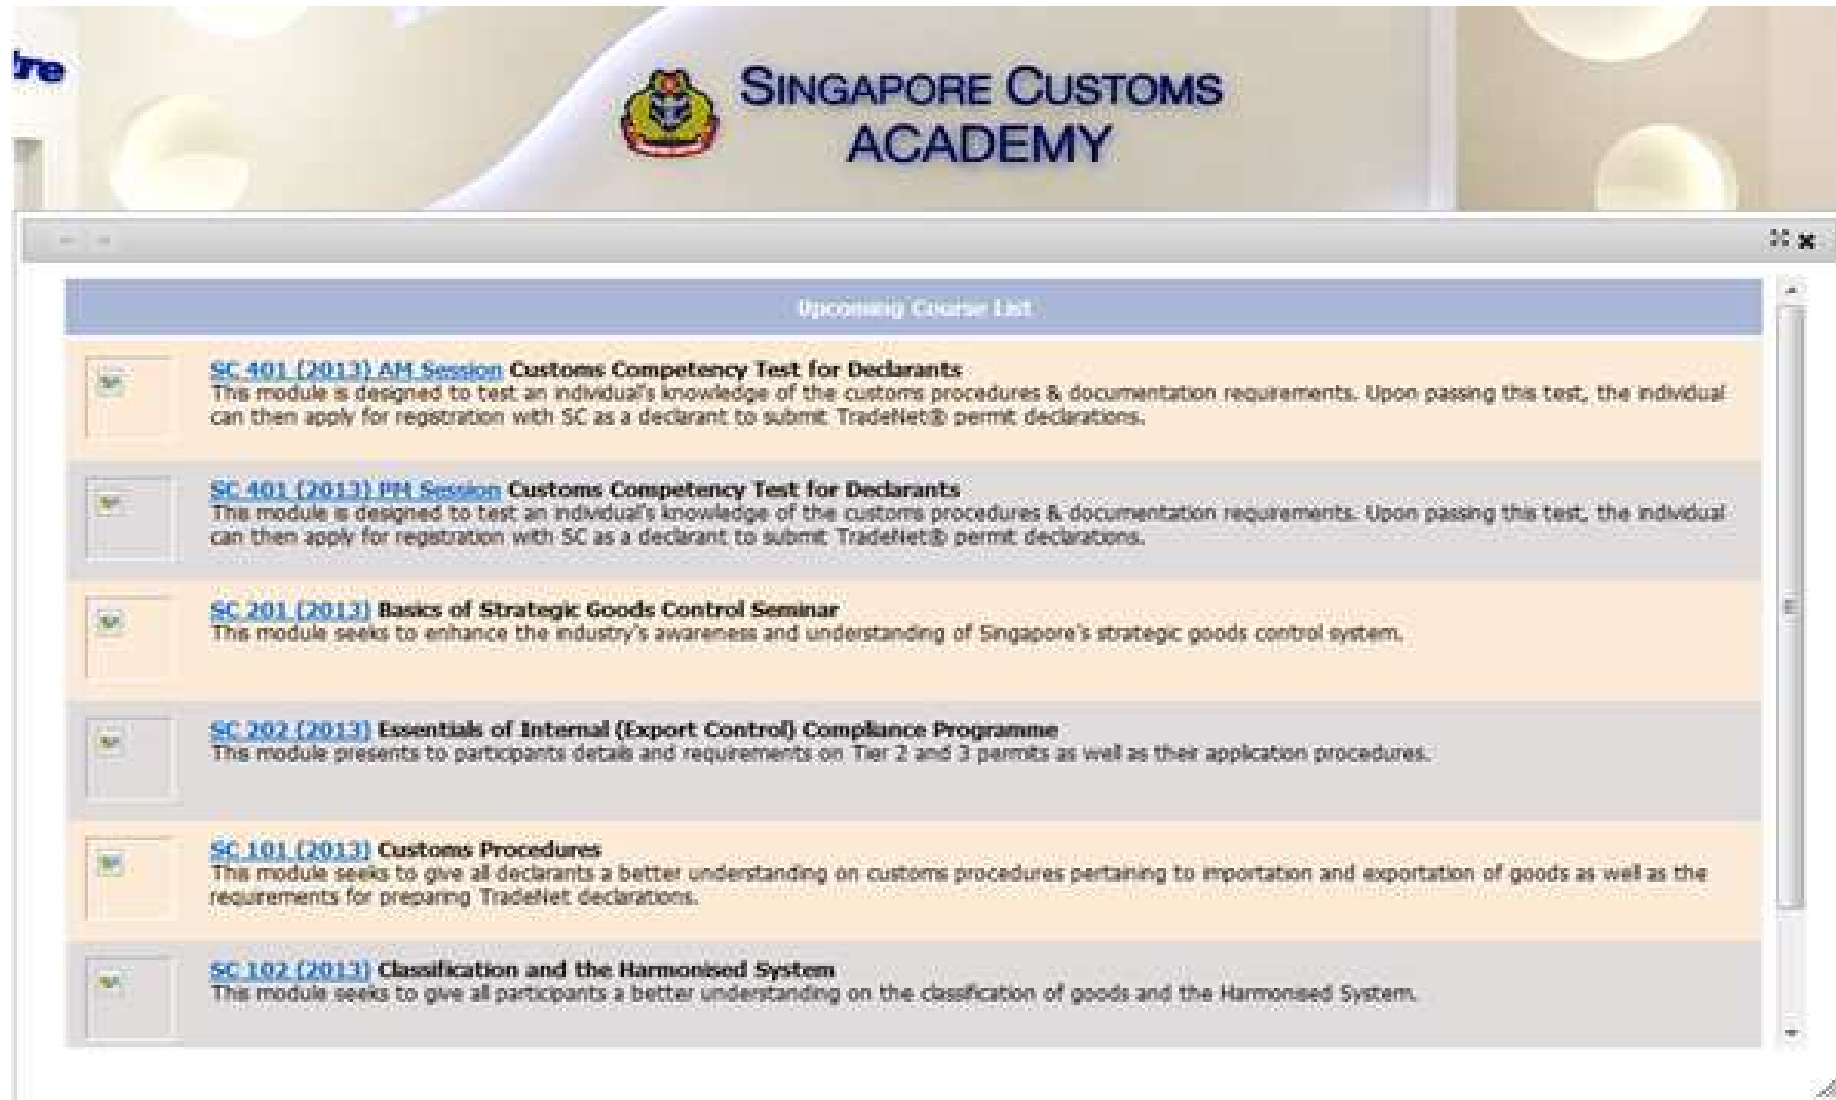 tre
SINGAPORE CUSTOMS
ACADEMY
Upcoming Course List
SC 401 (2013) AM Session Customs Competency Test for Declarants
This module is designed to test an individual's knowledge of the customs procedures & documentation requirements. Upon passing this test, the individual
can then apply for registration with SC as a declarant to submit TradeNet® permit declarations.
SC 401 (2013) PM Session Customs Competency Test for Declarants
This module is designed to test an individual's knowledge of the customs procedures & documentation requirements. Upon passing this test, the individual
can then apply for registration with SC as a declarant to submit TradeNet® permit declarations.
SC 201 (2013) Basics of Strategic Goods Control Seminar
This module seeks to enhance the industry's awareness and understanding of Singapore's strategic goods control system.
SC 202 (2013) Essentials of Internal (Export Control) Compliance Programme
This module presents to participants details and requirements on Tier 2 and 3 permits as well as their application procedures.
SC 101 (2013) Customs Procedures
This module seeks to give all declarants a better understanding on customs procedures pertaining to importation and exportation of goods as well as the
requirements for preparing TradeNet declarations.
SC 102 (2013) Classification and the Harmonised System
This module seeks to give all participants a better understanding on the classification of goods and the Harmonised System.